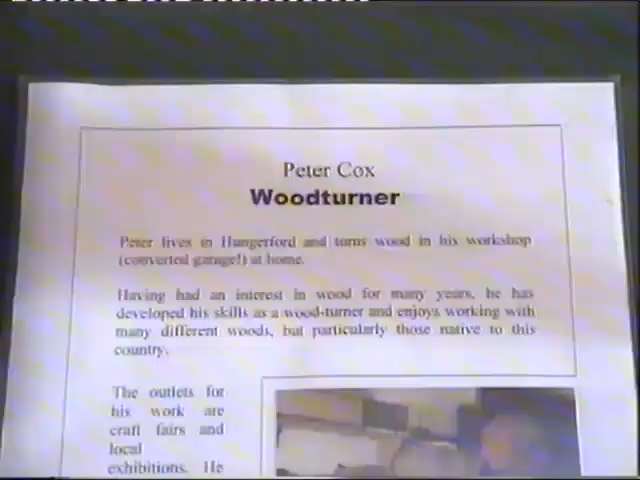 Peter Cox
Woodturner
Peter lives in Hungerford and turns wood in his workshop
(converted garage!) at home.
Having had an interest in wood for many years, he has
developed his skills as a wood-turner and enjoys working with
many different woods, but particularly those native to this
country.
The outlets for
his work are
craft fairs and
local
exhibitions. He